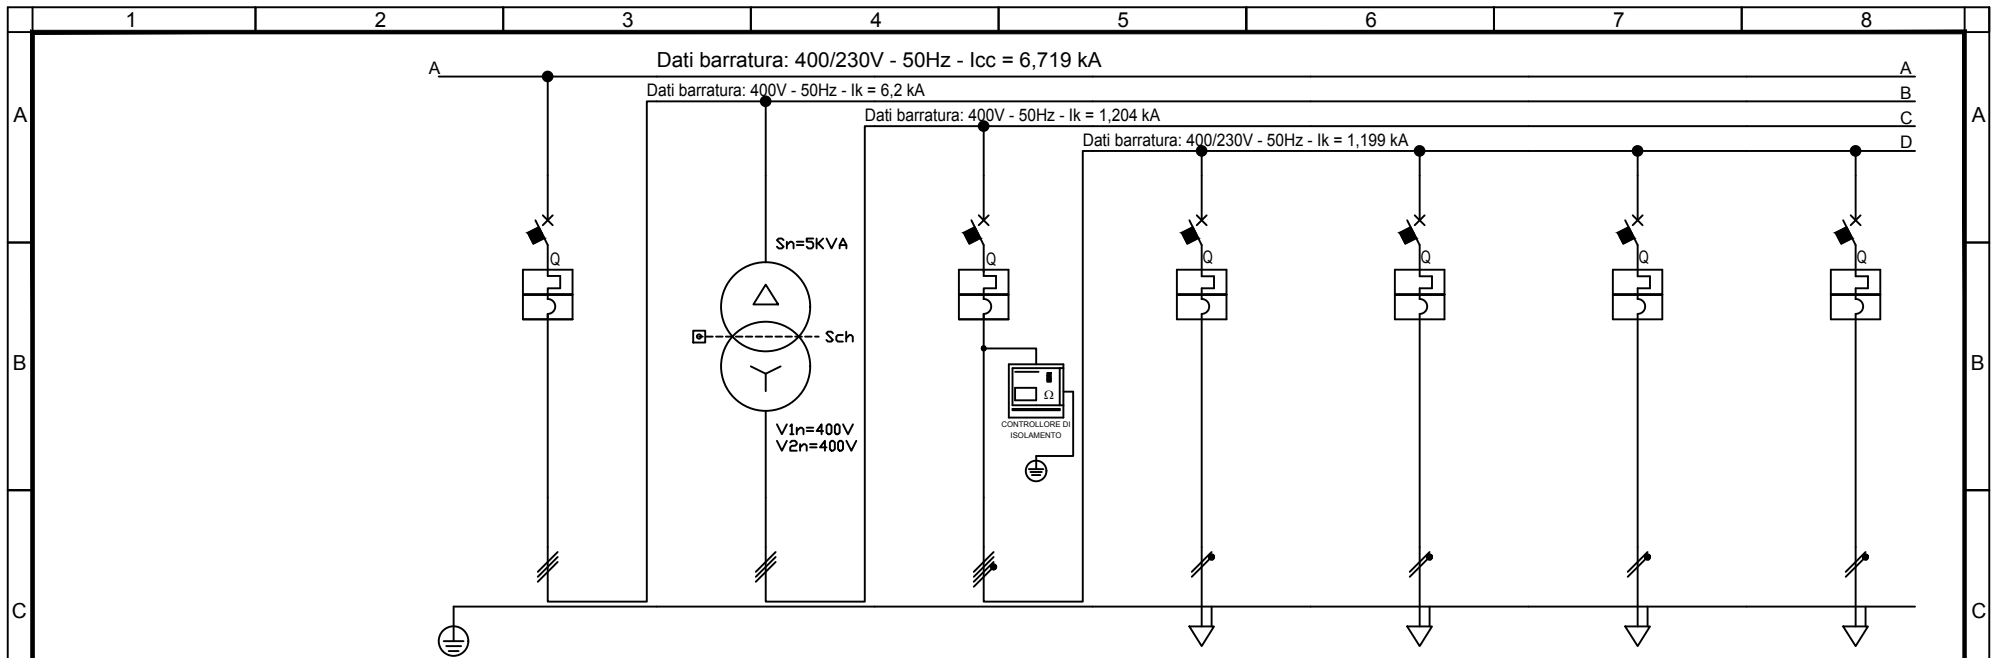 1 2 3 4 5 6 7 8
Dati barratura: 400/230V - 50Hz - Icc = 6,719 kA
A A
Dati barratura: 400V - 50Hz - Ik = 6,2 kA
B
A A
Dati barratura: 400V - 50Hz - Ik = 1,204 kA
C
Dati barratura: 400/230V - 50Hz - Ik = 1,199 kA
D
Sn=5KVA
Q Q Q Q Q Q
Sch
B B
Ω
CONTROLLORE DI
ISOLAMENTO
V1n=400V
V2n=400V
C C